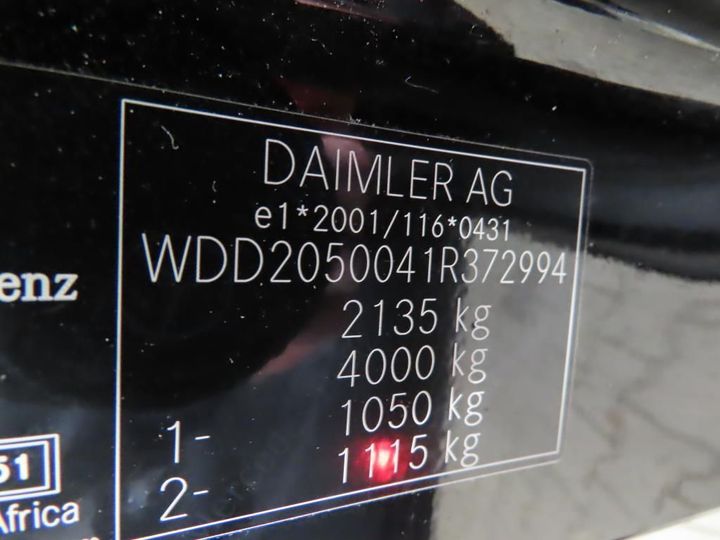 DAIMLER AG
e1*2001/116*0431
WDD2050041R372994
2135 kg
4000 kg
1- 1050 kg
2- 1115 kg
enz
51
Africa